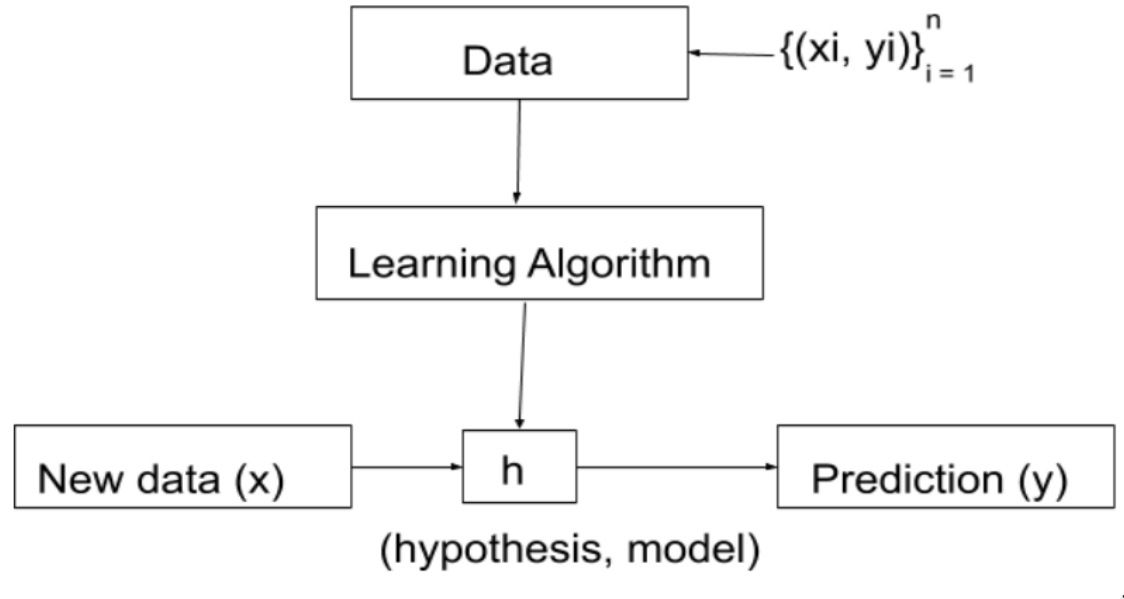 Data
{(xi, yi)}
n
i = 1
Learning Algorithm
New data (x)
h
Prediction (y)
(hypothesis, model)